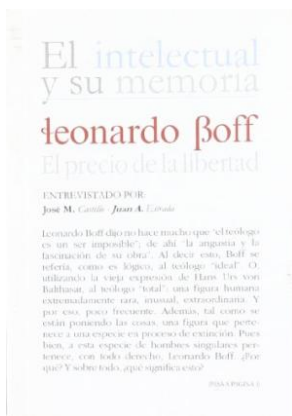 El intelectual
y su memoria
leonardo Boff
El precio de la libertad
ENTREVISTADO POR:
José M. Castillo - Juan A. Estrada
Leonardo Boff dijo no hace mucho que "el teólogo
es un ser imposible"; de ahí "la angustia y la
fascinación de su obra". Al decir esto, Boff se
refería, como es lógico, al teólogo "ideal". O,
utilizando la vieja expresión de Hans Urs von
Balthasar, al teólogo "total": una figura humana
extremadamente rara, inusual, extraordinaria. Y
por eso, poco frecuente. Además, tal como se
están poniendo las cosas, una figura que perte-
nece a una especie en proceso de extinción. Pues
bien, a esta especie de hombres singulares per-
tenece, con todo derecho, Leonardo Boff. ¿Por
qué? Y sobre todo, ¿qué significa esto?